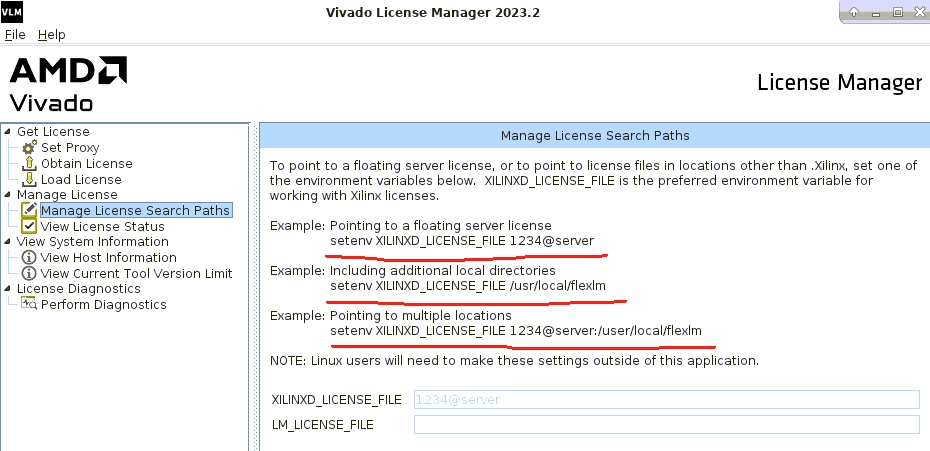 VLM
Vivado License Manager 2023.2
File Help
AMD
Vivado
License Manager
Get License
Set Proxy
Obtain License
Load License
Manage License
Manage License Search Paths
View License Status
View System Information
View Host Information
View Current Tool Version Limit
License Diagnostics
Perform Diagnostics
Manage License Search Paths
To point to a floating server license, or to point to license files in locations other than .Xilinx, set one of
the environment variables below. XILINXD_LICENSE_FILE is the preferred environment variable for
working with Xilinx licenses.
Example: Pointing to a floating server license
setenv XILINXD_LICENSE_FILE 1234@server
Example: Including additional local directories
setenv XILINXD_LICENSE_FILE /usr/local/flexlm
Example: Pointing to multiple locations
setenv XILINXD_LICENSE_FILE 1234@server:/user/local/flexlm
NOTE: Linux users will need to make these settings outside of this application.
XILINXD_LICENSE_FILE 1234@server
LM_LICENSE_FILE